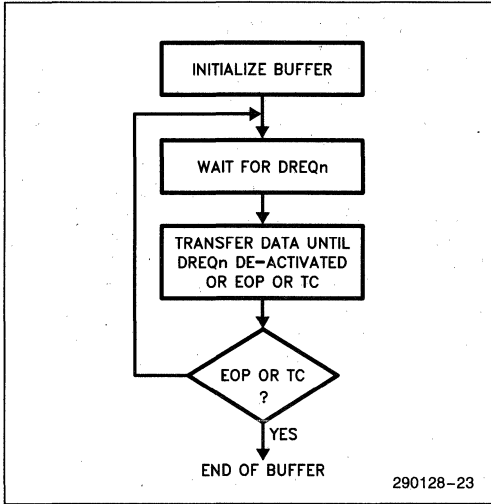 INITIALIZE BUFFER
WAIT FOR DREQn
TRANSFER DATA UNTIL
DREQn DE-ACTIVATED
OR EOP OR TC
EOP OR TC
?
YES
END OF BUFFER
290128-23